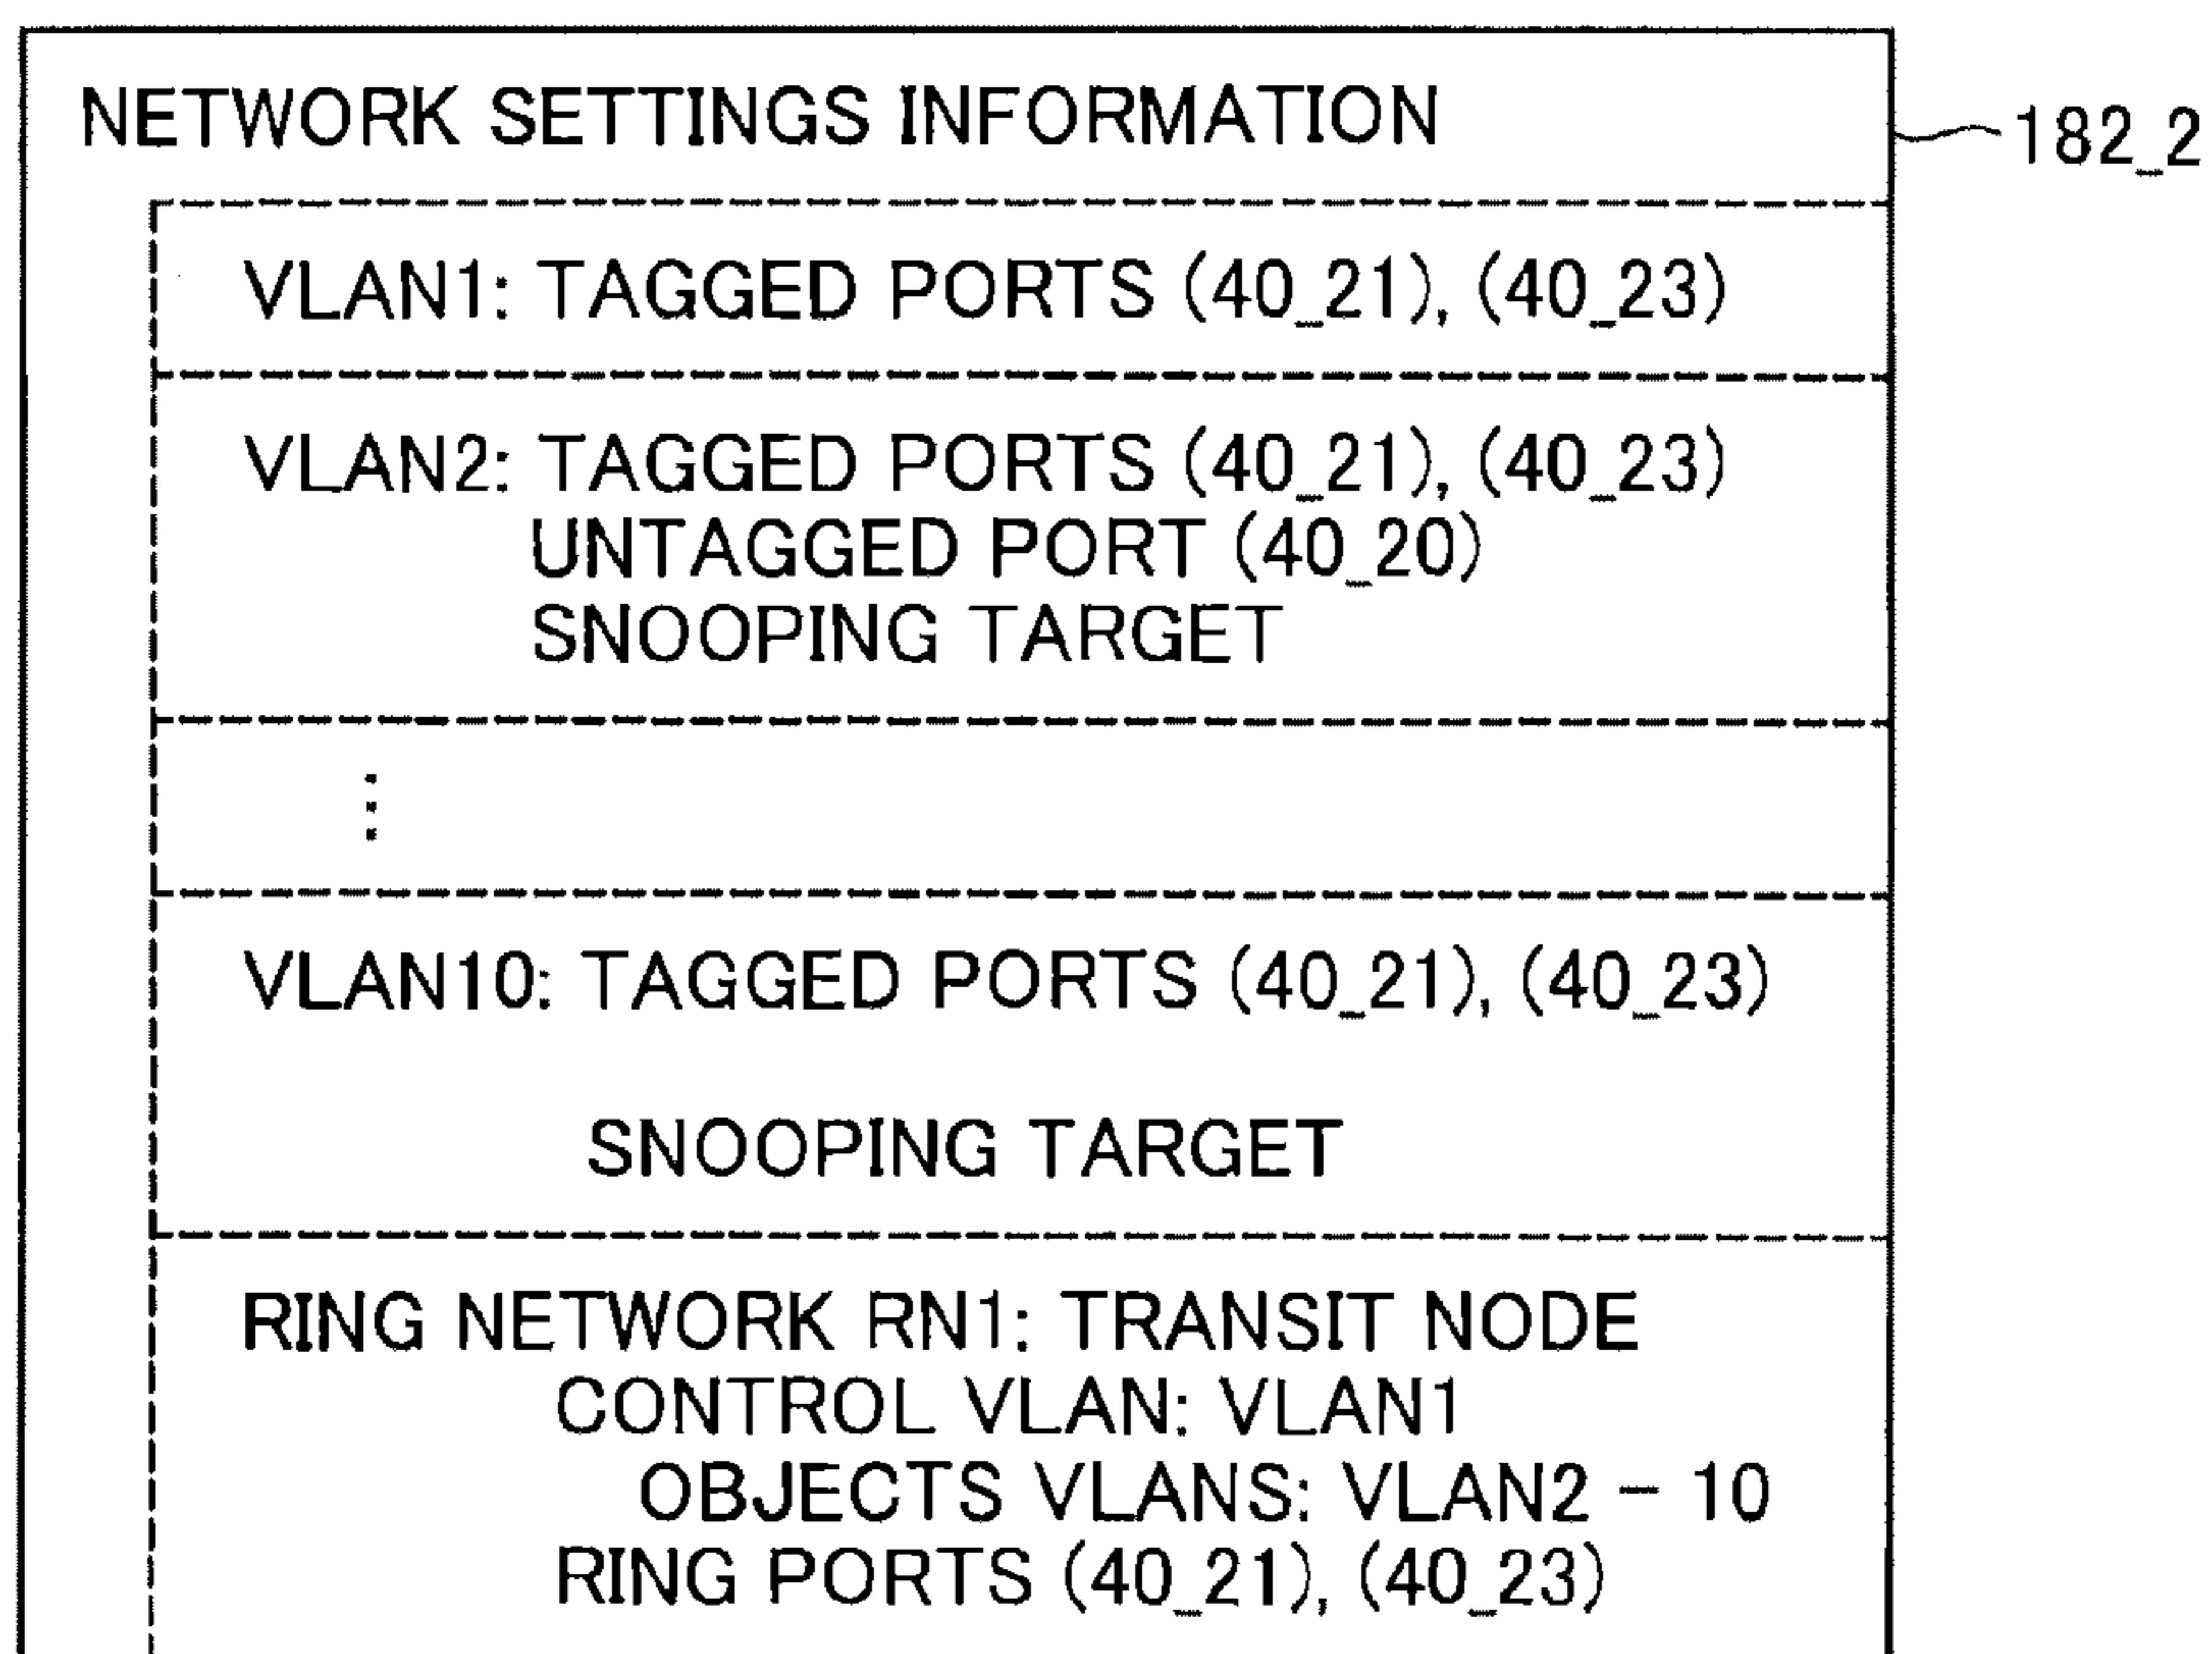 NETWORK SETTINGS INFORMATION
182_2
VLAN1: TAGGED PORTS (40_21), (40_23)
VLAN2: TAGGED PORTS (40_21), (40_23)
UNTAGGED PORT (40_20)
SNOOPING TARGET
⋮
VLAN10: TAGGED PORTS (40_21), (40_23)
SNOOPING TARGET
RING NETWORK RN1: TRANSIT NODE
CONTROL VLAN: VLAN1
OBJECTS VLANS: VLAN2 − 10
RING PORTS (40_21), (40_23)